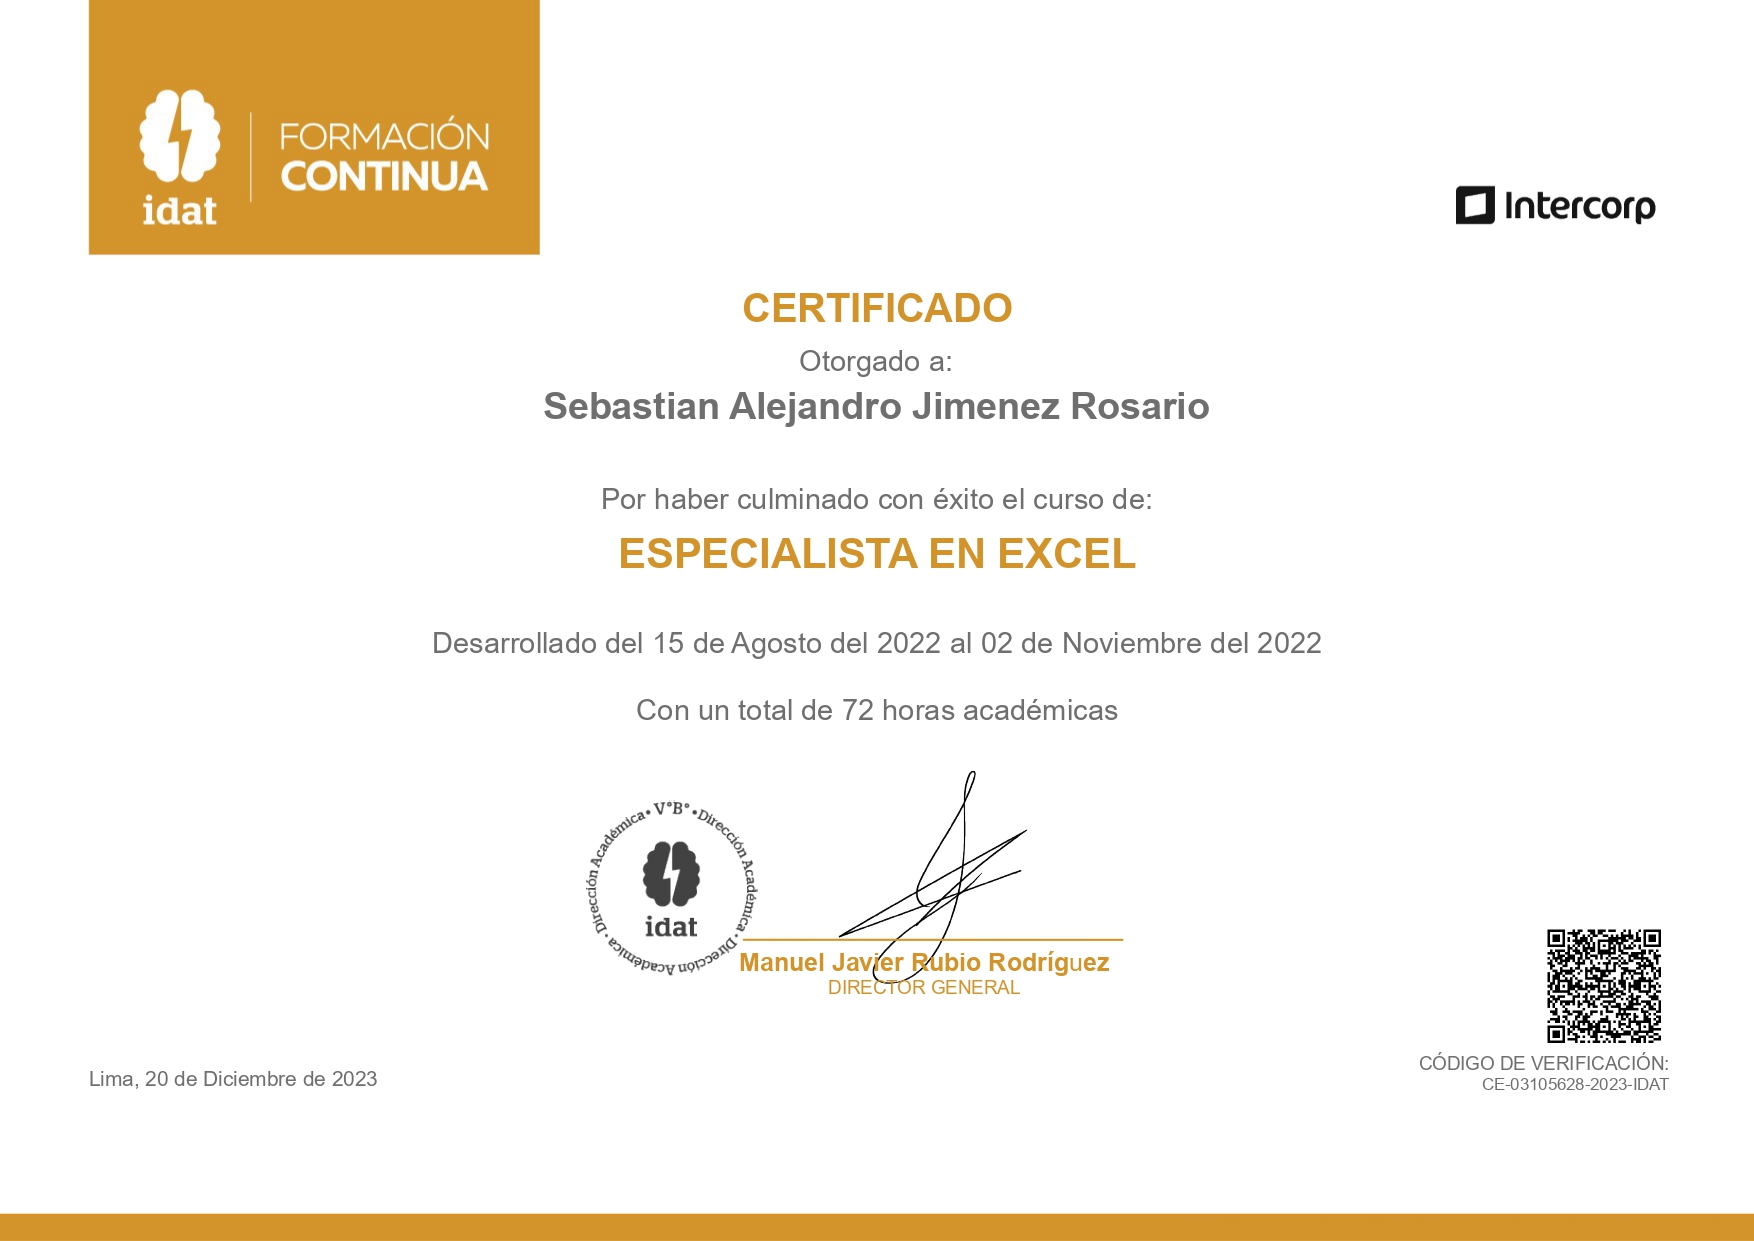 idat
FORMACIÓN
CONTINUA
Intercorp
CERTIFICADO
Otorgado a:
Sebastian Alejandro Jimenez Rosario
Por haber culminado con éxito el curso de:
ESPECIALISTA EN EXCEL
Desarrollado del 15 de Agosto del 2022 al 02 de Noviembre del 2022
Con un total de 72 horas académicas
• V°B° • Dirección Académica • Dirección Académica • Dirección Académica
idat
Manuel Javier Rubio Rodríguez
DIRECTOR GENERAL
Lima, 20 de Diciembre de 2023
CÓDIGO DE VERIFICACIÓN:
CE-03105628-2023-IDAT